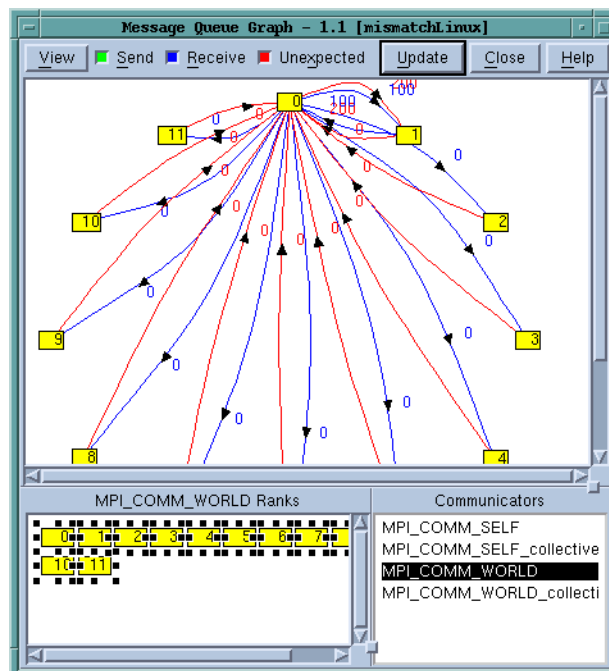 Message Queue Graph - 1.1 [mismatchLinux]
View Send Receive Unexpected Update Close Help
0 100 200 100
11 0 0 0 0 1
0 0 0 0
10 0 0 0 0 2
0 0 0 0 0
9 0 3
0 0
8 0 0 4
MPI_COMM_WORLD Ranks
0 1 2 3 4 5 6 7
10 11
Communicators
MPI_COMM_SELF
MPI_COMM_SELF_collective
MPI_COMM_WORLD
MPI_COMM_WORLD_collecti